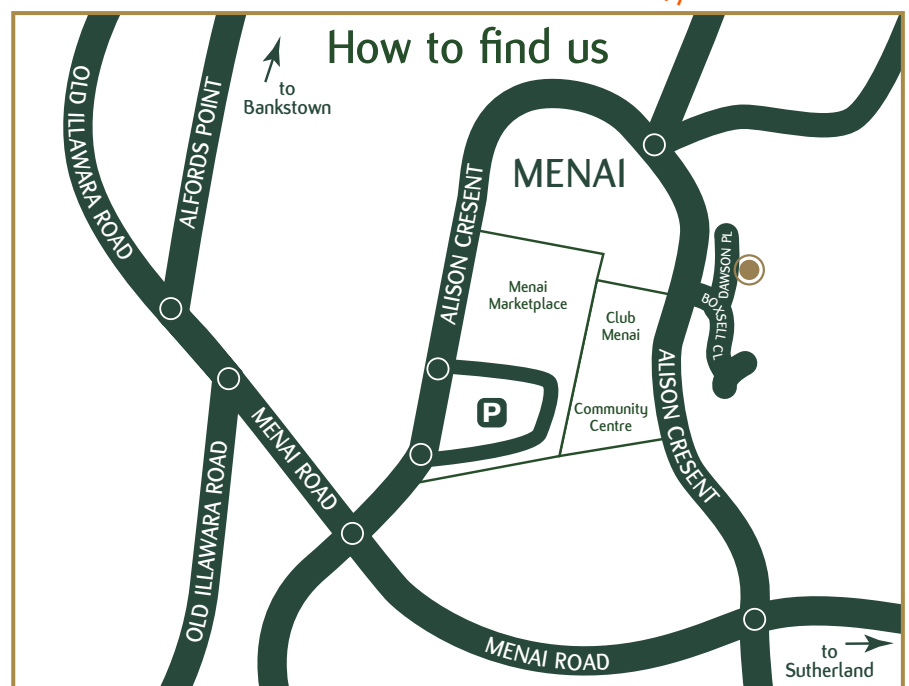 How to find us
to
Bankstown
OLD ILLAWARA ROAD
ALFORDS POINT
MENAI
ALISON CRESENT
Menai
Marketplace
DAWSON PL
BOXSELL CL
Club
Menai
ALISON CRESENT
P
Community
Centre
MENAI ROAD
OLD ILLAWARA ROAD
MENAI ROAD
to
Sutherland